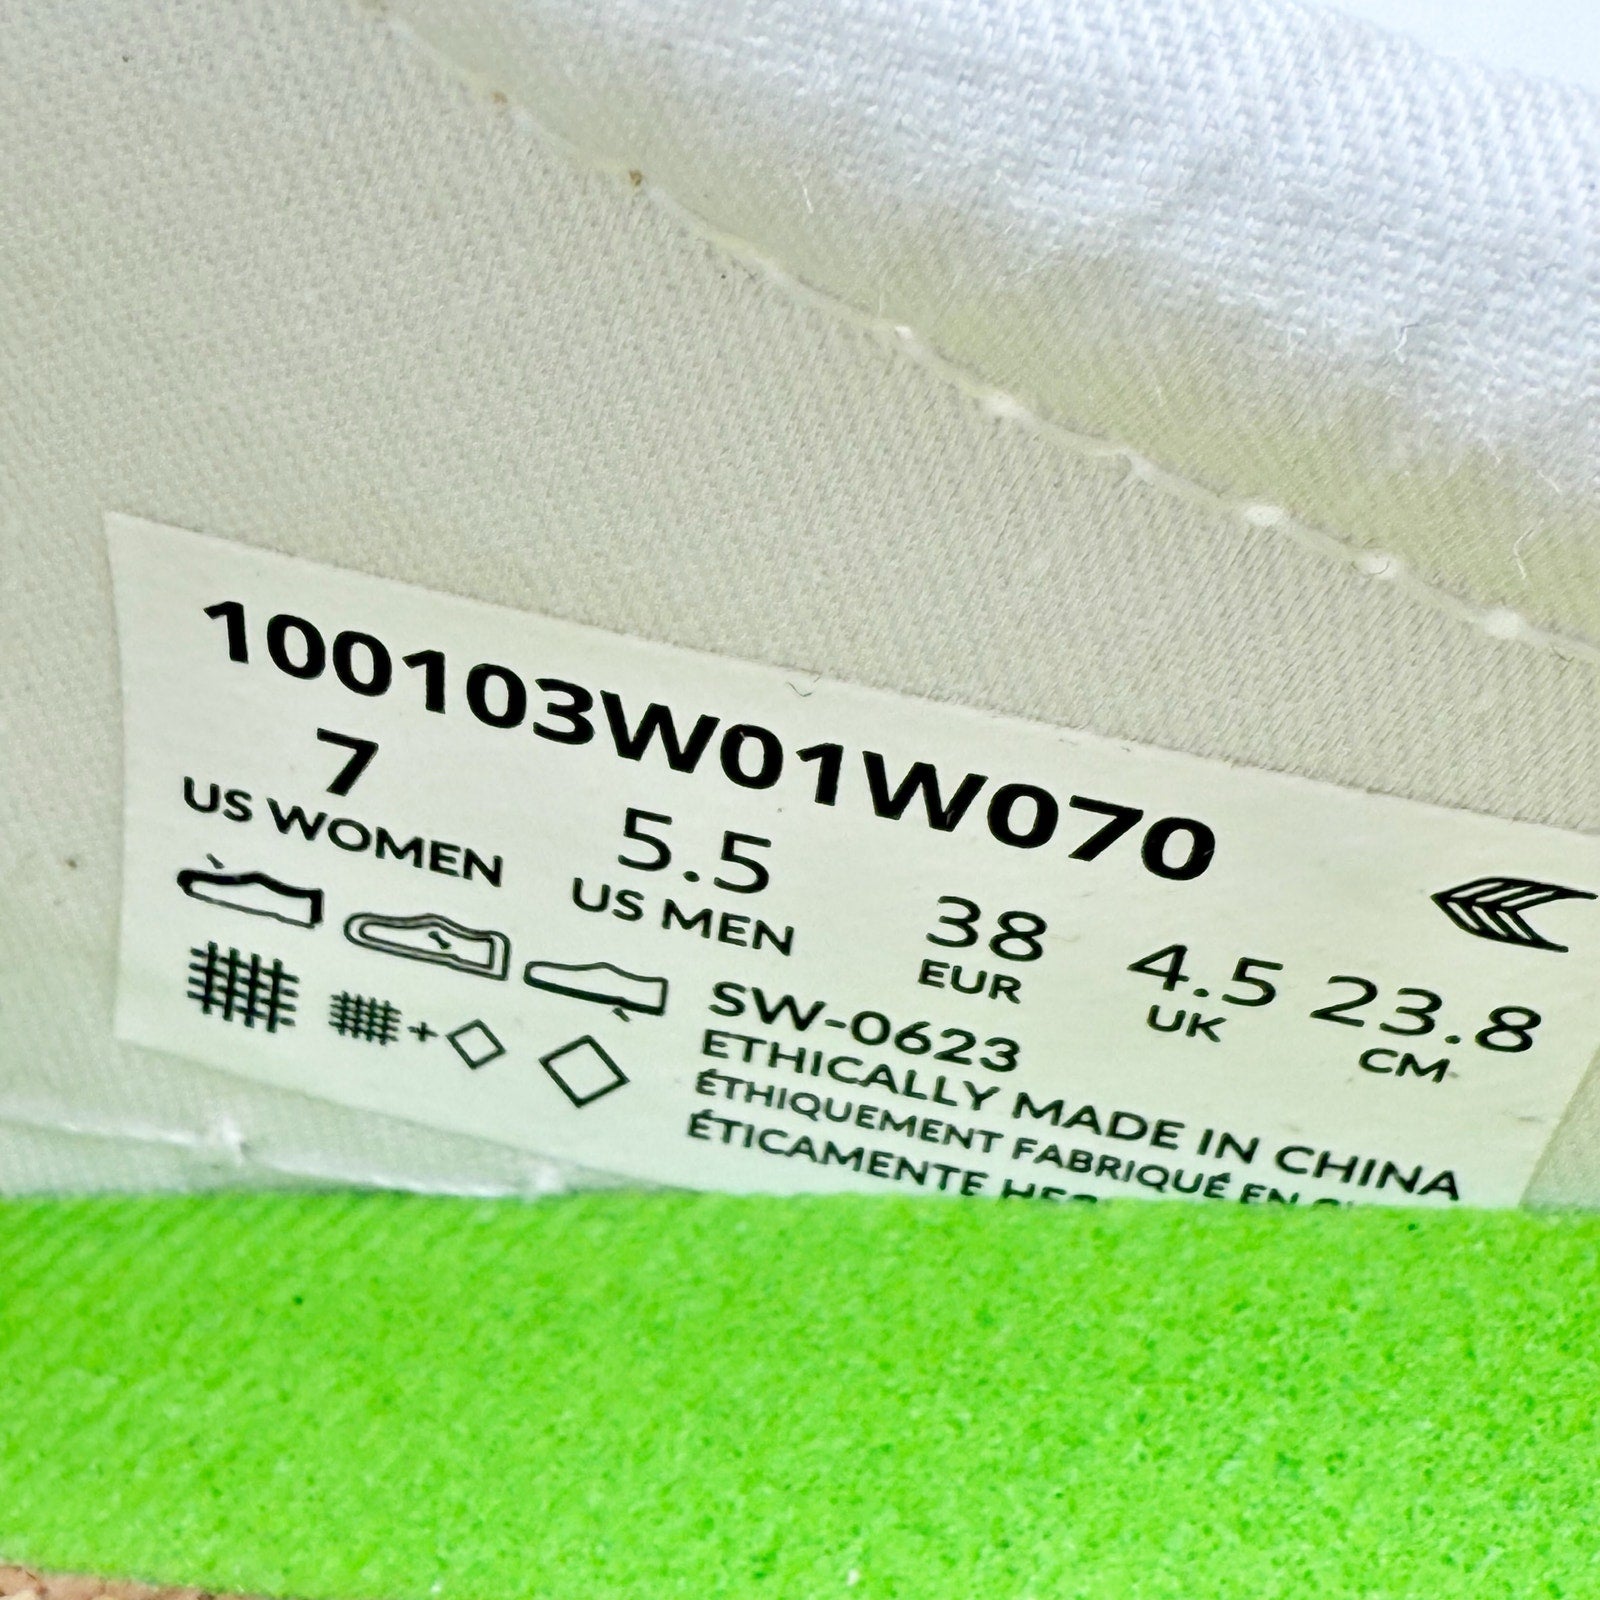 100103W01W070
7 5.5 38 4.5 23.8
US WOMEN US MEN EUR UK CM
+
SW-0623
ETHICALLY MADE IN CHINA
ÉTHIQUEMENT FABRIQUÉ EN
ÉTICAMENTE